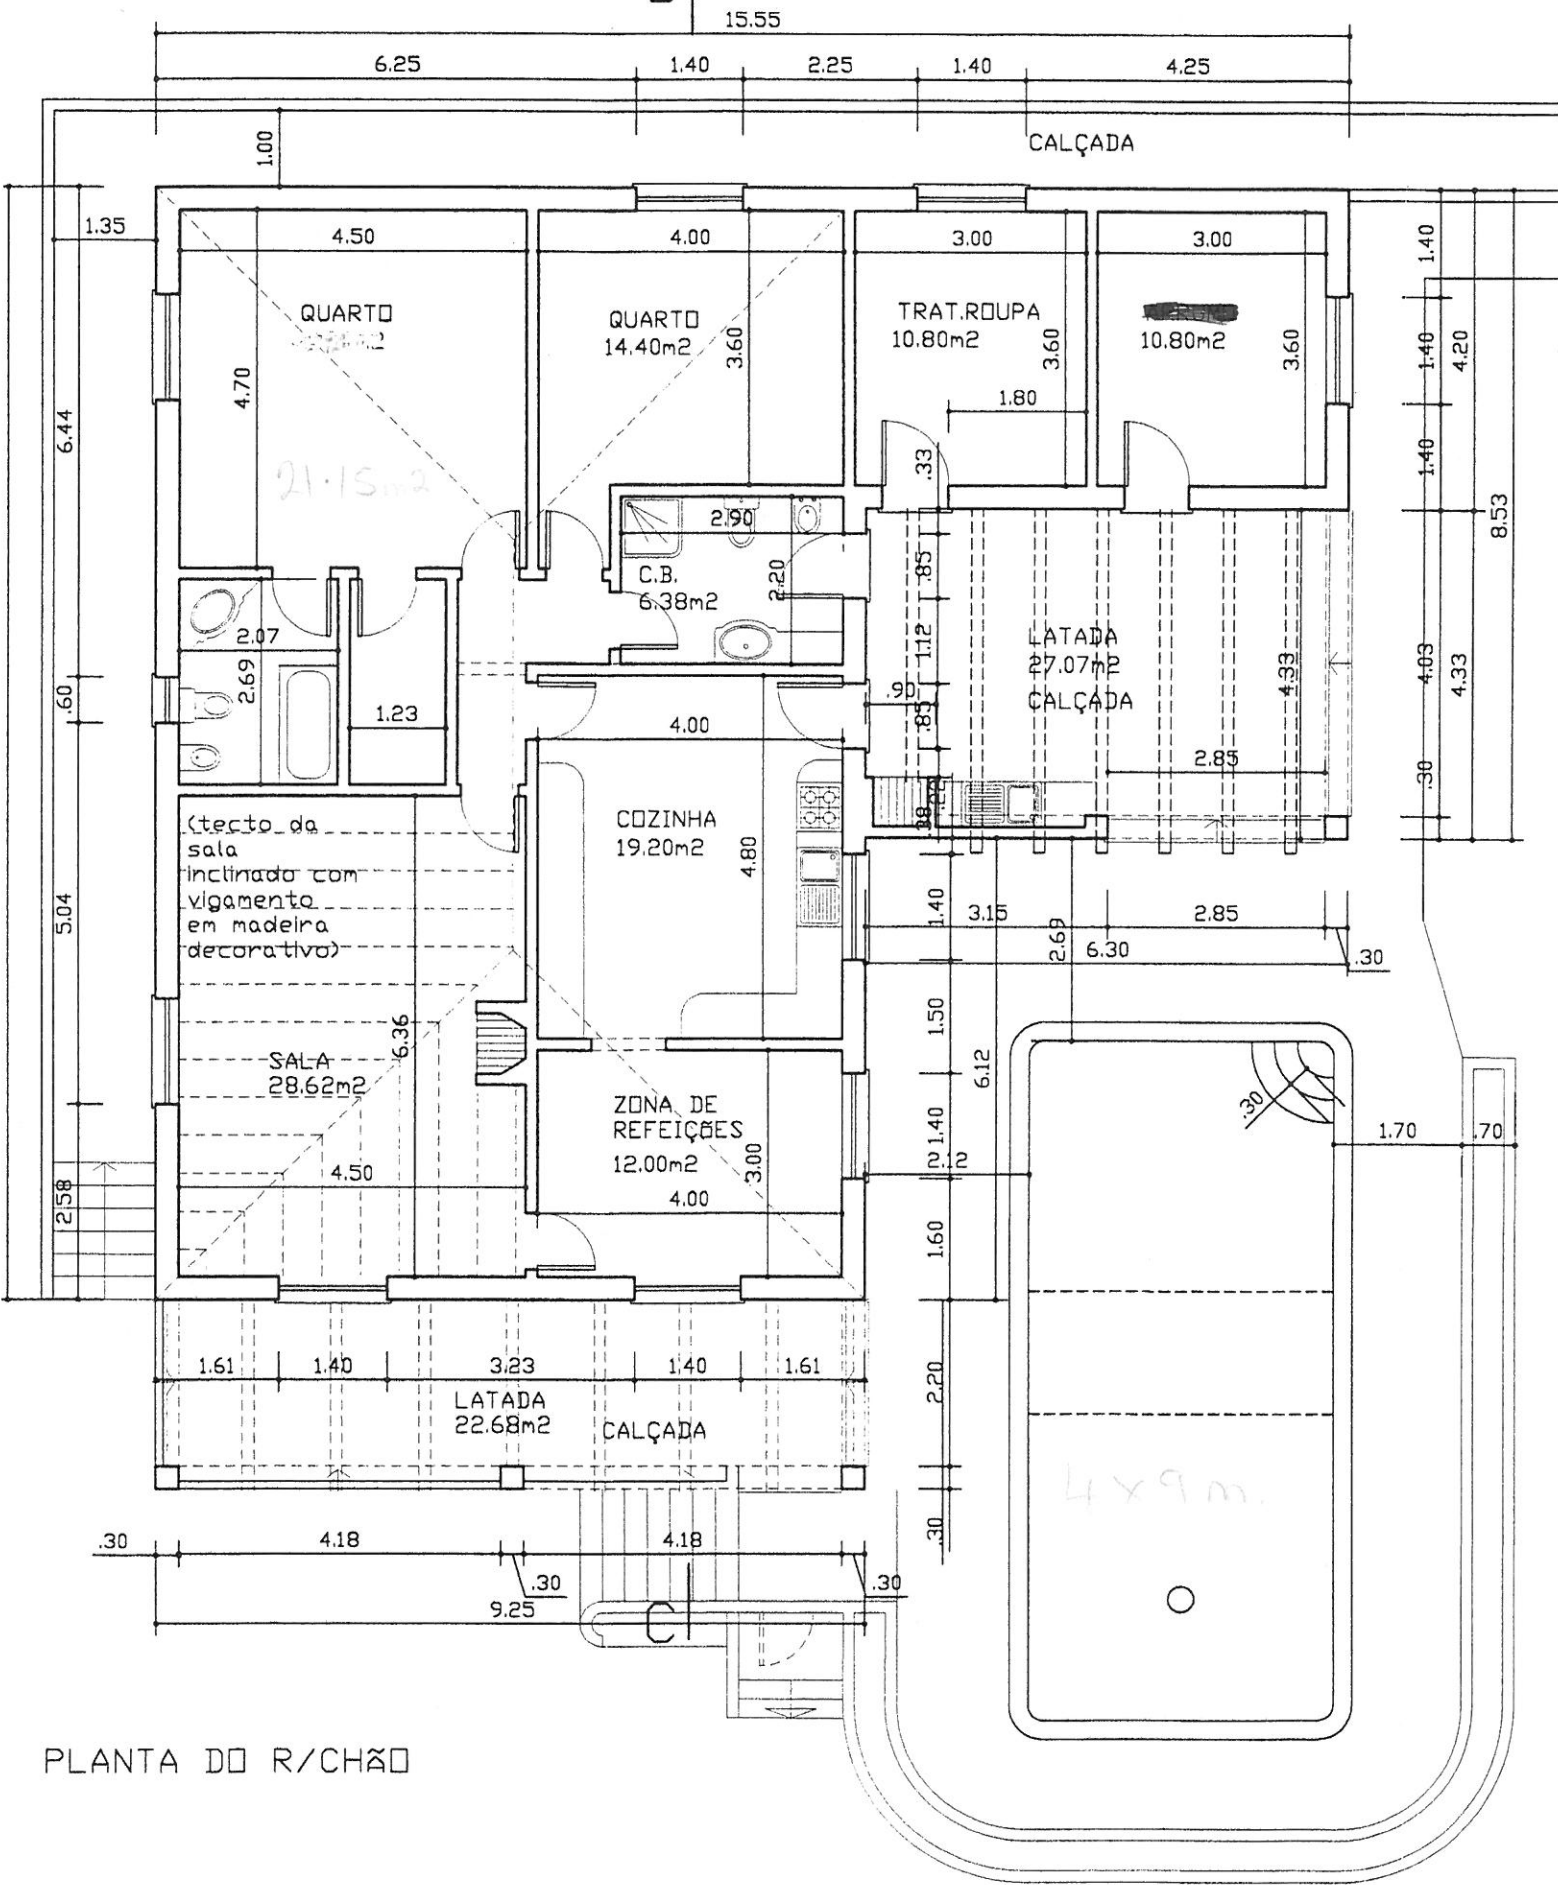 15.55
6.25 1.40 2.25 1.40 4.25
CALÇADA
1.00
1.35
4.50 4.00 3.00 3.00
1.40
QUARTO
QUARTO
14.40m2
TRAT.ROUPA
10.80m2
10.80m2
3.60
3.60
3.60
1.40
4.20
4.70
1.80
6.44
.33
1.40
21.15m2
8.53
2.90
.85
C.B.
6.38m2
2.20
2.07
2.69
1.12
LATADA
27.07m2
CALÇADA
4.33
4.03
4.33
.60
1.23
.90
.85
4.00
2.85
.30
(tecto da
sala
inclinado com
vigamento
em madeira
decorativo)
COZINHA
19.20m2
4.80
.38
5.04
1.40
3.15
2.85
2.69
6.30
.30
6.36
1.50
SALA
28.62m2
6.12
ZONA DE
REFEIÇÕES
12.00m2
3.00
.30
1.40
1.70 .70
2.12
4.50
4.00
2.58
1.60
1.61 1.40 3.23 1.40 1.61
2.20
LATADA
22.68m2
CALÇADA
4 x 9 m.
.30
.30 4.18 4.18
.30 .30
9.25
C
PLANTA DO R/CHÃO